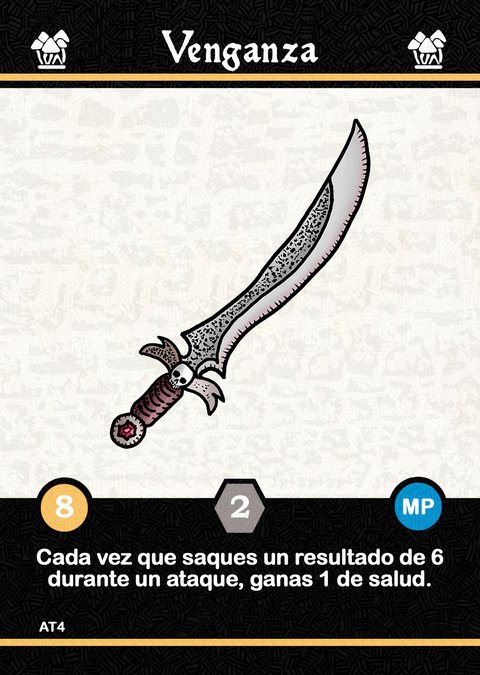 Venganza
8
2
MP
Cada vez que saques un resultado de 6
durante un ataque, ganas 1 de salud.
AT4